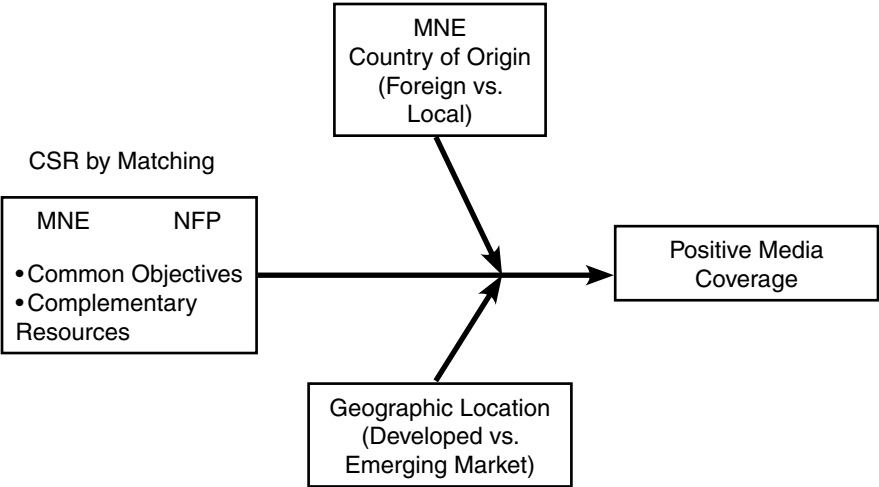 MNE
Country of Origin
(Foreign vs.
Local)
CSR by Matching
MNE NFP
•Common Objectives
•Complementary
Resources
Positive Media
Coverage
Geographic Location
(Developed vs.
Emerging Market)